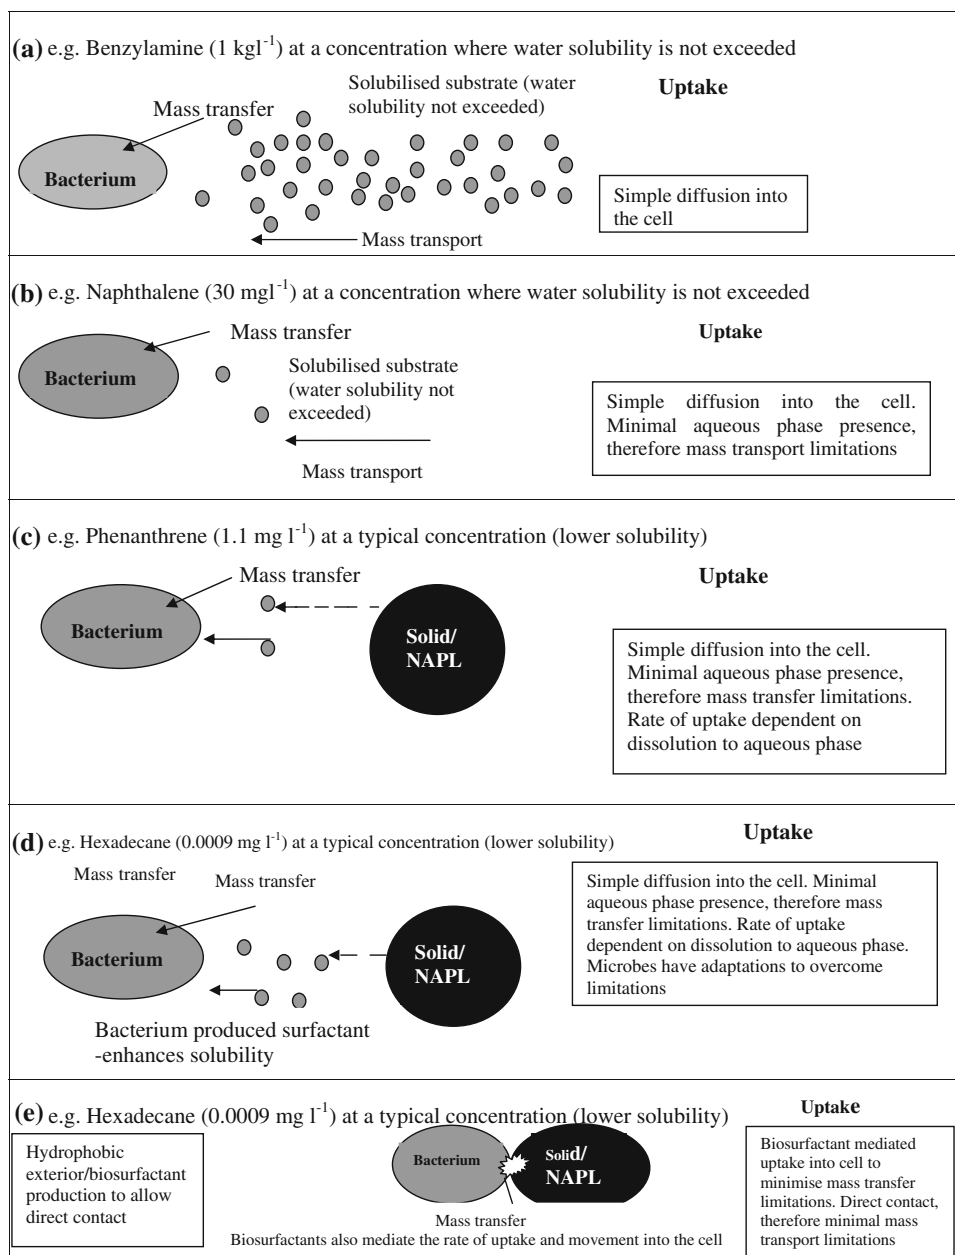 (a) e.g. Benzylamine (1 kgl-1) at a concentration where water solubility is not exceeded
Solubilised substrate (water
solubility not exceeded)
Uptake
Mass transfer
Bacterium
Simple diffusion into
the cell
Mass transport
(b) e.g. Naphthalene (30 mgl-1) at a concentration where water solubility is not exceeded
Mass transfer
Uptake
Bacterium
Solubilised substrate
(water solubility not
exceeded)
Mass transport
Simple diffusion into the cell.
Minimal aqueous phase presence,
therefore mass transport limitations
(c) e.g. Phenanthrene (1.1 mg l-1) at a typical concentration (lower solubility)
Mass transfer
Uptake
Bacterium
Solid/
NAPL
Simple diffusion into the cell.
Minimal aqueous phase presence,
therefore mass transfer limitations.
Rate of uptake dependent on
dissolution to aqueous phase
(d) e.g. Hexadecane (0.0009 mg l-1) at a typical concentration (lower solubility)
Uptake
Mass transfer
Mass transfer
Bacterium
Solid/
NAPL
Simple diffusion into the cell. Minimal
aqueous phase presence, therefore mass
transfer limitations. Rate of uptake
dependent on dissolution to aqueous phase.
Microbes have adaptations to overcome
limitations
Bacterium produced surfactant
-enhances solubility
(e) e.g. Hexadecane (0.0009 mg l-1) at a typical concentration (lower solubility)
Uptake
Hydrophobic
exterior/biosurfactant
production to allow
direct contact
Bacterium
Solid/
NAPL
Mass transfer
Biosurfactants also mediate the rate of uptake and movement into the cell
Biosurfactant mediated
uptake into cell to
minimise mass transfer
limitations. Direct contact,
therefore minimal mass
transport limitations